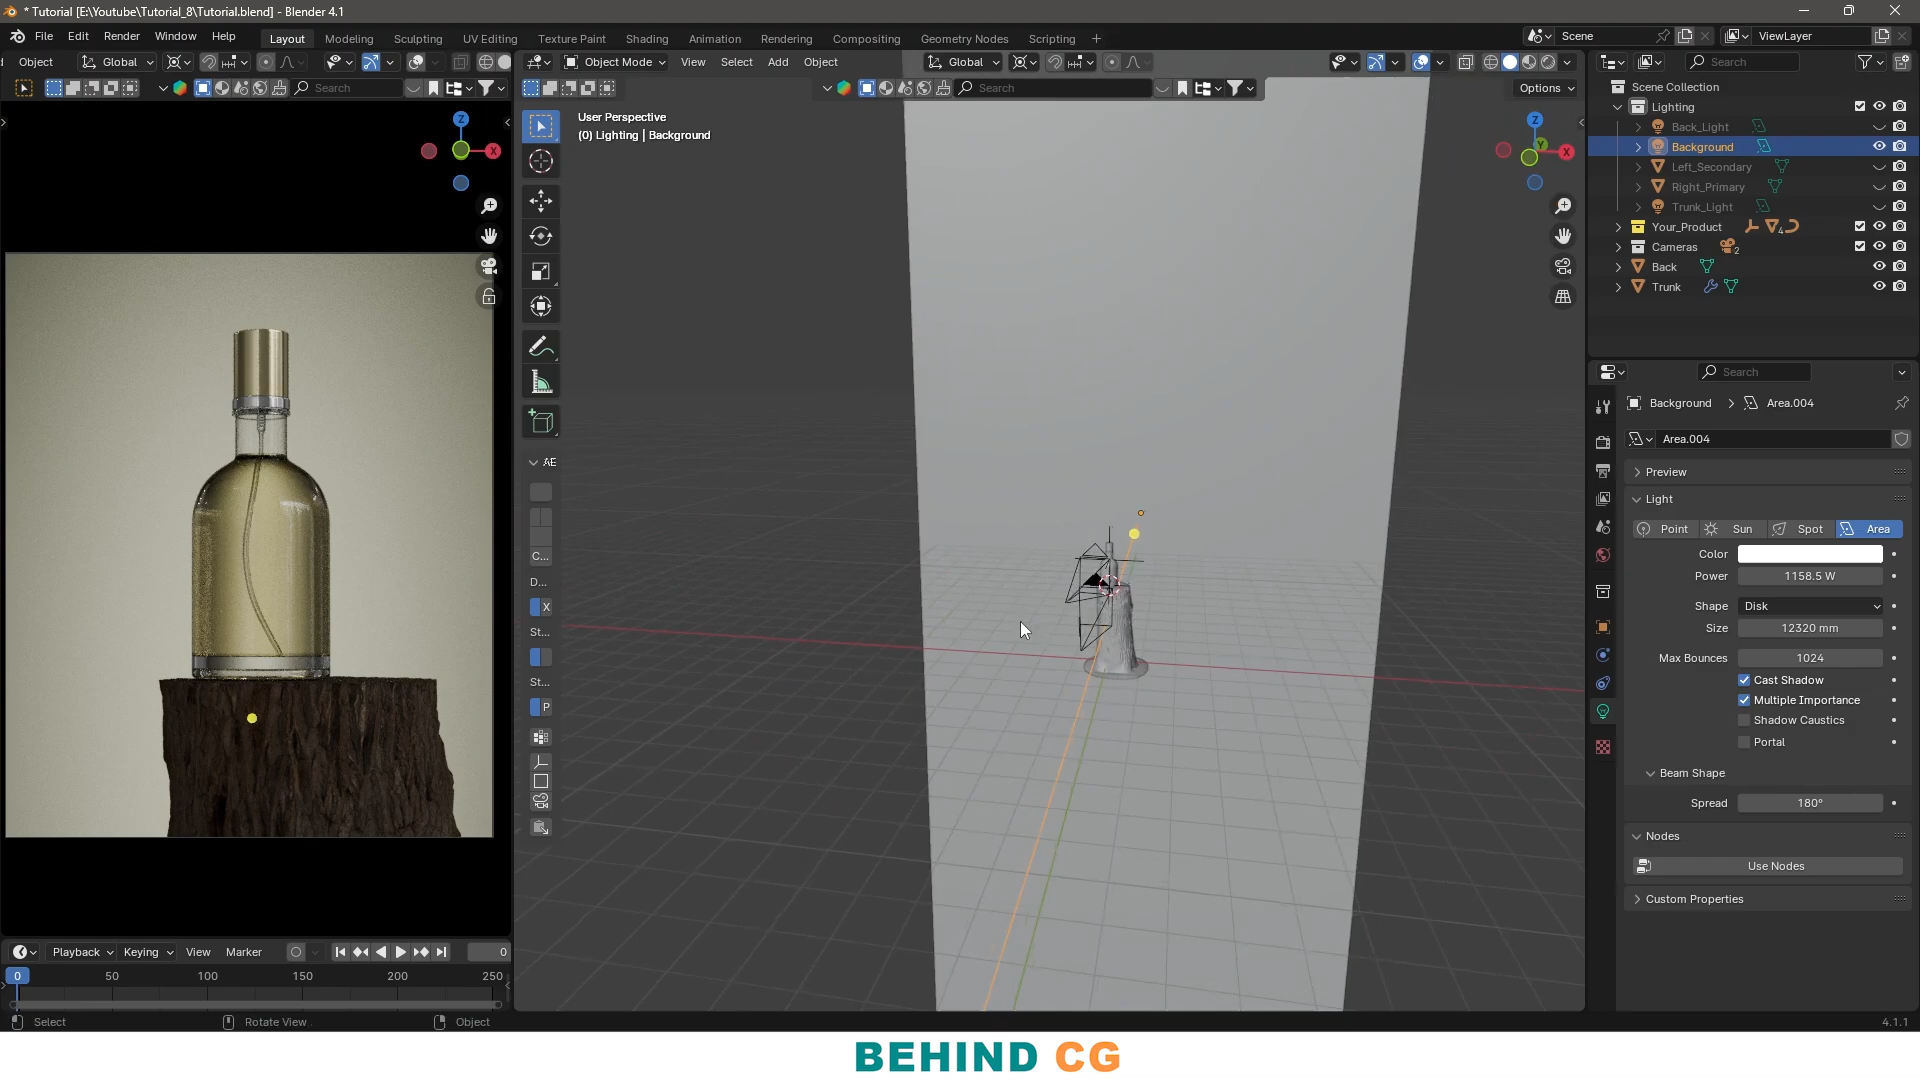 * Tutorial [E:\Youtube\Tutorial_8\Tutorial.blend] - Blender 4.1
File Edit Render Window Help Layout Modeling Sculpting UV Editing Texture Paint Shading Animation Rendering Compositing Geometry Nodes Scripting + Scene ViewLayer
Object Global Object Mode View Select Add Object Global Search
Search Search Options Scene Collection
User Perspective Lighting
(0) Lighting | Background Back_Light
Background
Left_Secondary
Right_Primary
Trunk_Light
Your_Product 4
Cameras 2
Back
Trunk
Z X
Z Y X
Search
Background > Area.004
Area.004
Preview
Light
Point Sun Spot Area
Color
Power 1158.5 W
Shape Disk
Size 12320 mm
Max Bounces 1024
Cast Shadow
Multiple Importance
Shadow Caustics
Portal
Beam Shape
Spread 180°
Nodes
Use Nodes
Custom Properties
AE
C...
D...
X
St...
St...
P
Playback Keying View Marker 0
0 50 100 150 200 250
Select Rotate View Object 4.1.1
BEHIND CG